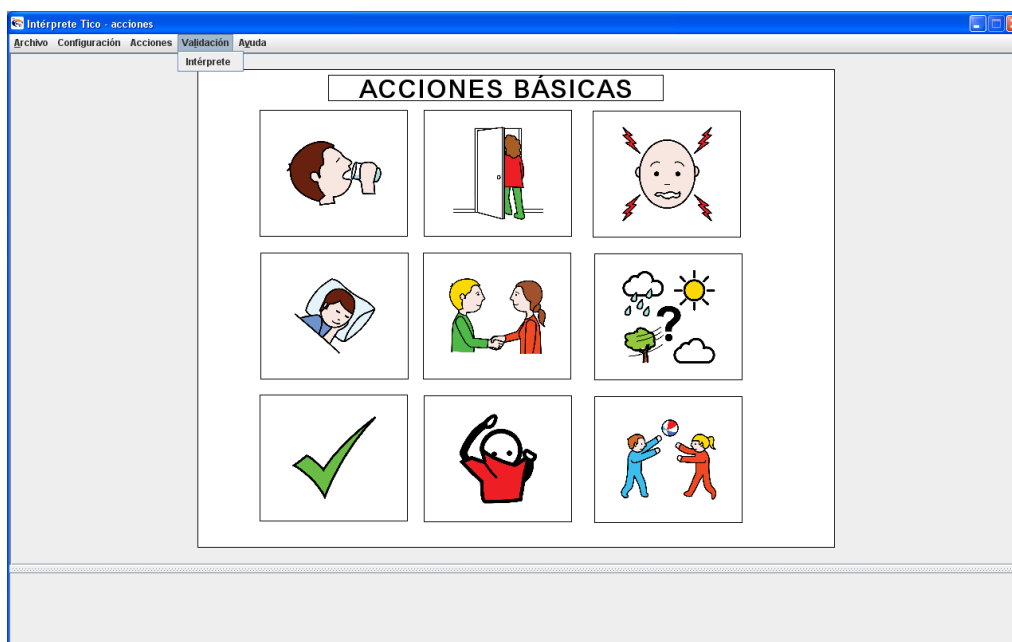 Intérprete Tico - acciones
Archivo Configuración Acciones Validación Ayuda
Intérprete
ACCIONES BÁSICAS
?